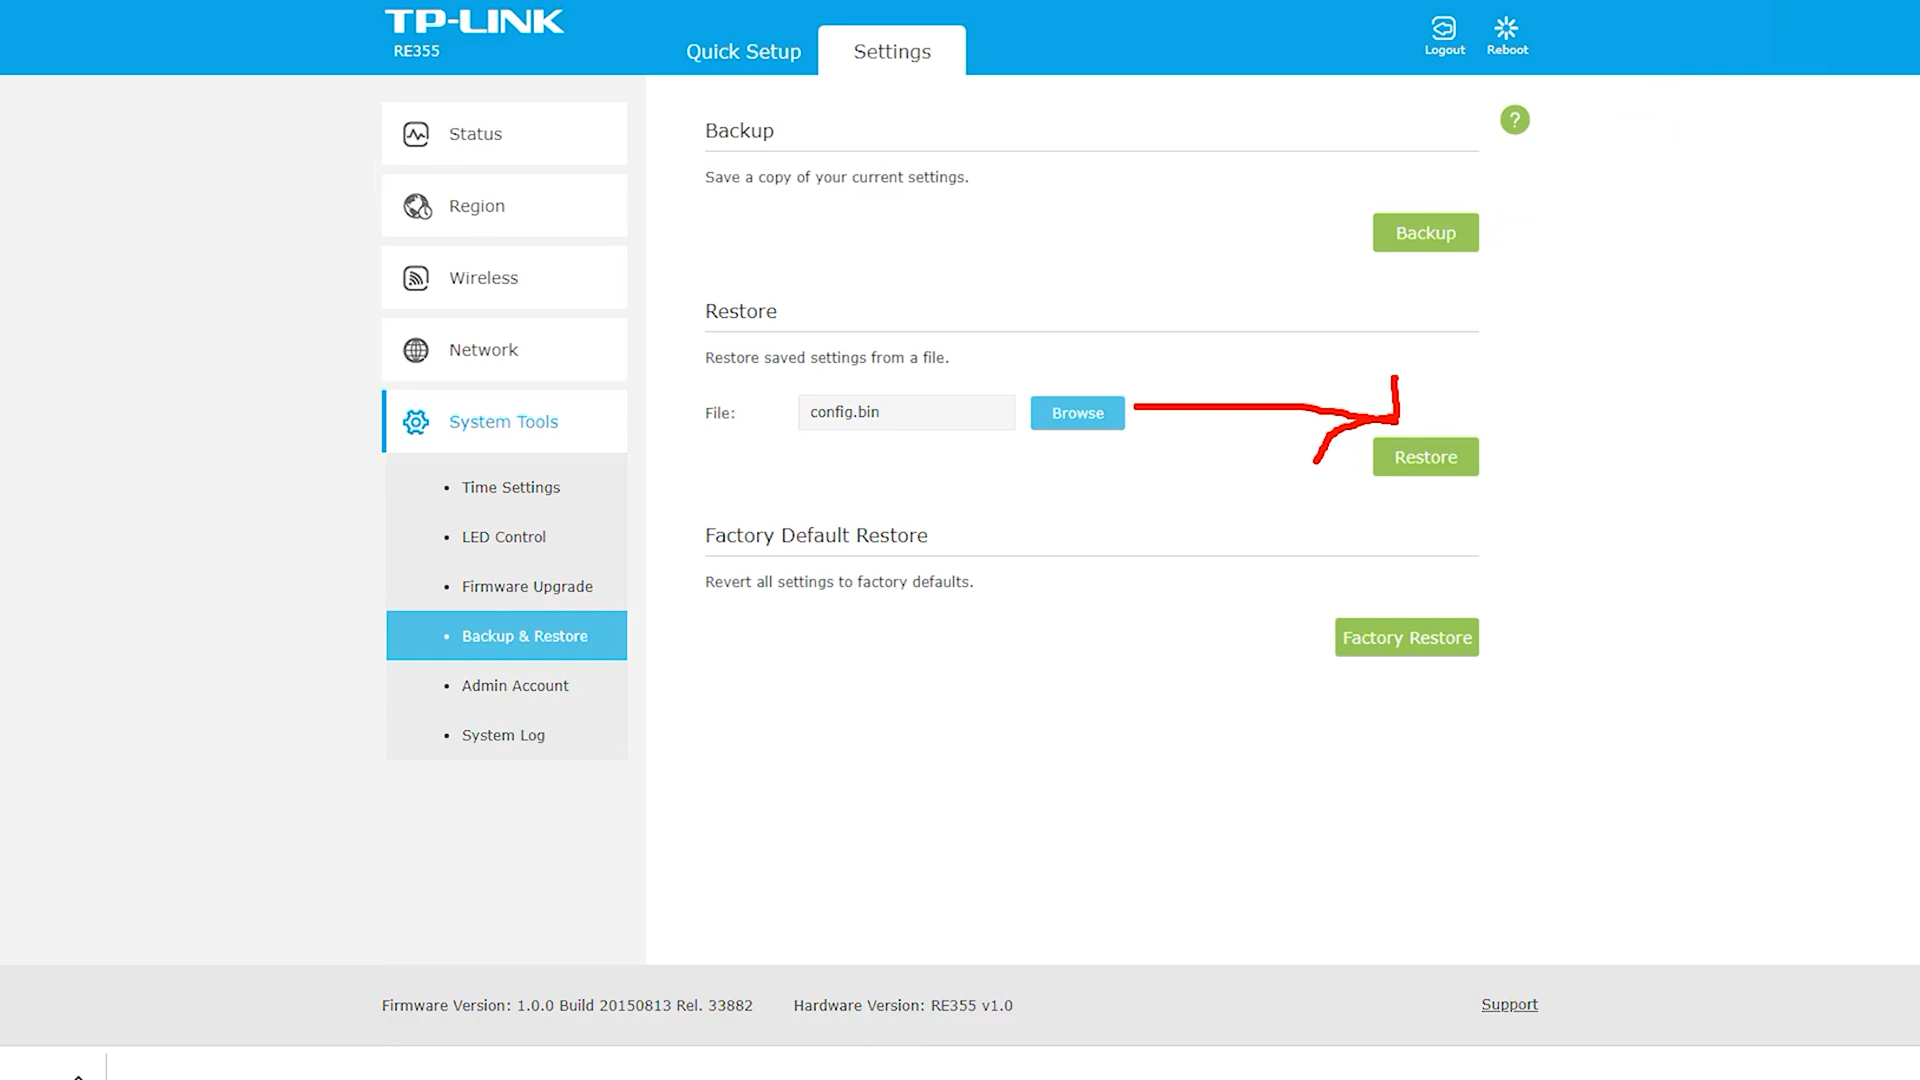 TP-LINK
RE355
Quick Setup
Settings
Logout
Reboot
Status
Region
Wireless
Network
System Tools
• Time Settings
• LED Control
• Firmware Upgrade
• Backup & Restore
• Admin Account
• System Log
Backup
?
Save a copy of your current settings.
Backup
Restore
Restore saved settings from a file.
File: config.bin Browse
Restore
Factory Default Restore
Revert all settings to factory defaults.
Factory Restore
Firmware Version: 1.0.0 Build 20150813 Rel. 33882 Hardware Version: RE355 v1.0 Support